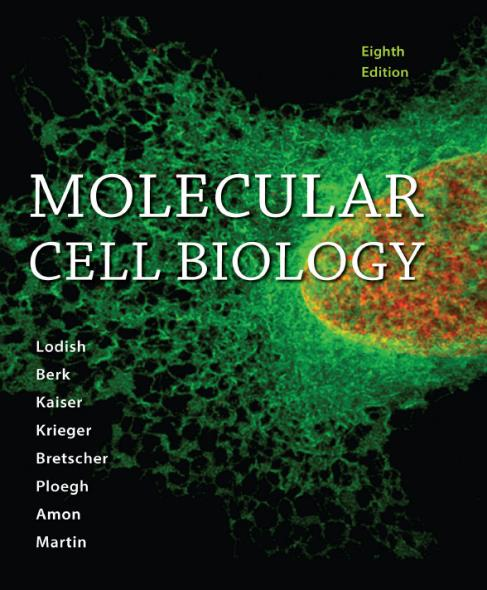 Eighth
Edition
MOLECULAR
CELL BIOLOGY
Lodish
Berk
Kaiser
Krieger
Bretscher
Ploegh
Amon
Martin